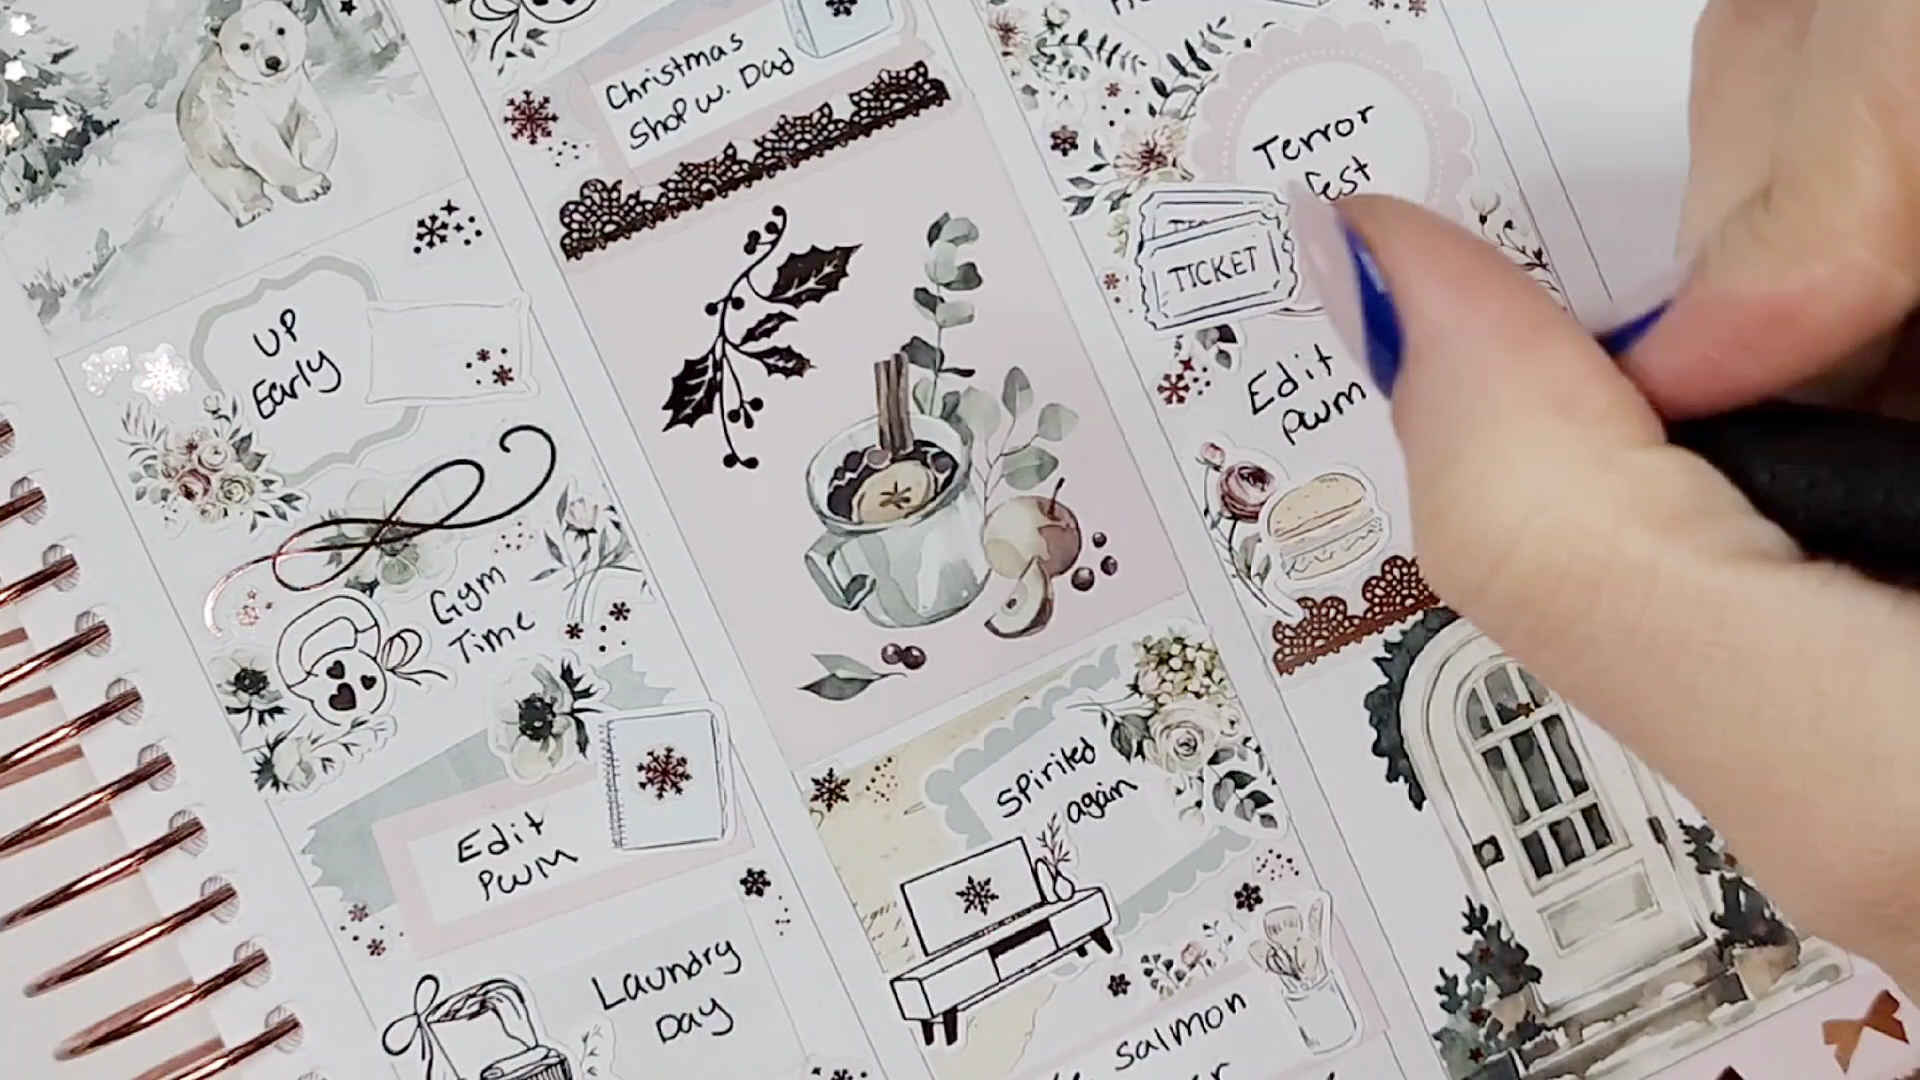 UP
Early
Gym
Time
Edit
PWM
Laundry
Day
Christmas
Shop w. Dad
Spirited
again
Salmon
Terror
fest
TICKET
Edit
PWM